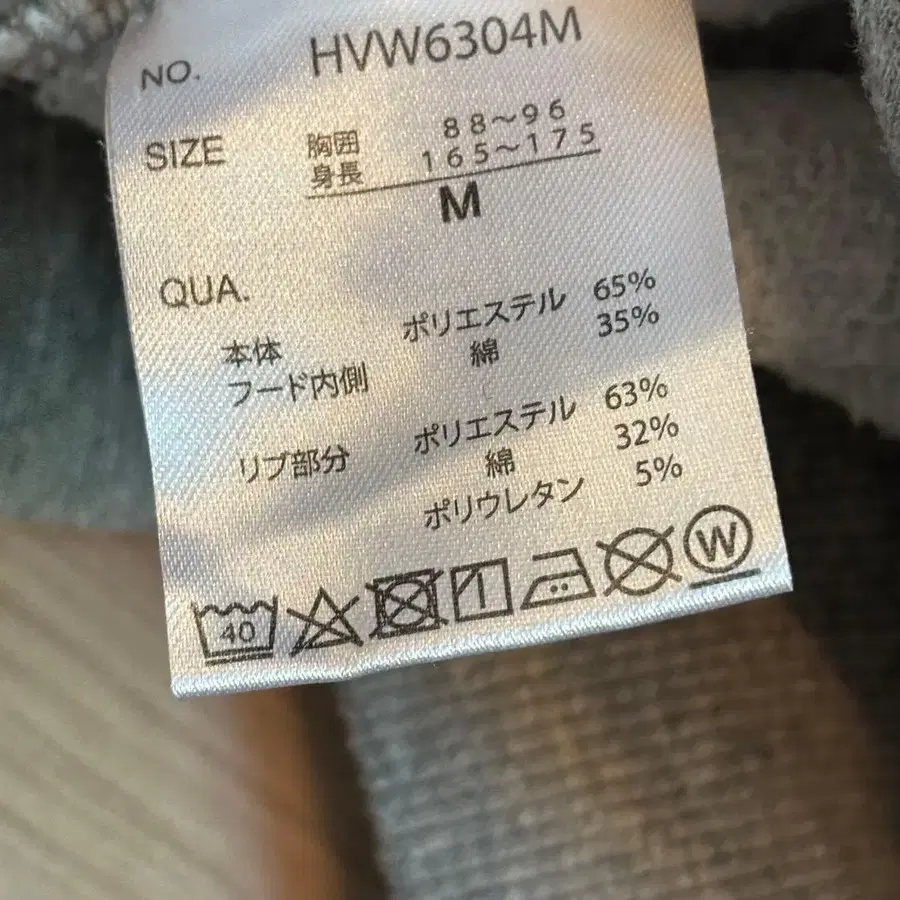 NO. HVW6304M
SIZE 胸囲 88～96
身長 165～175
M
QUA.
本体 ポリエステル 65%
フード内側 綿 35%
リブ部分 ポリエステル 63%
綿 32%
ポリウレタン 5%
40 W